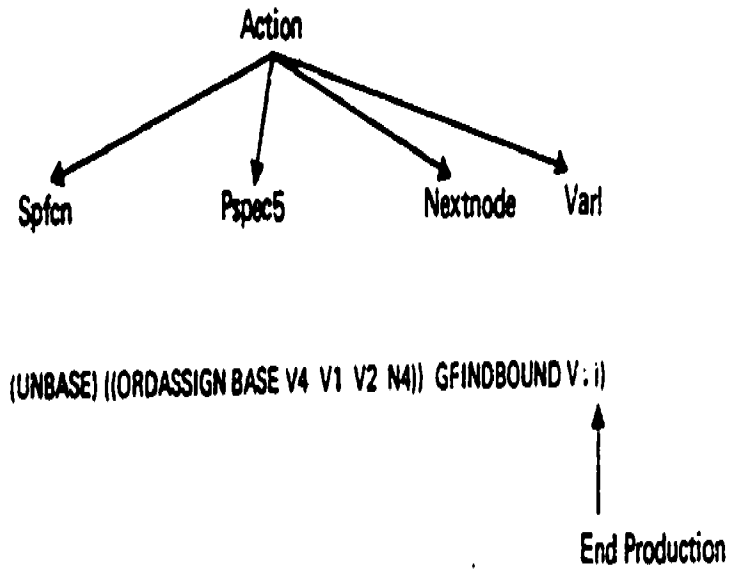 Action
Spfcn Pspec5 Nextnode Varl
(UNBASE) ((ORDASSIGN BASE V4 V1 V2 N4)) GFINDBOUND
End Production